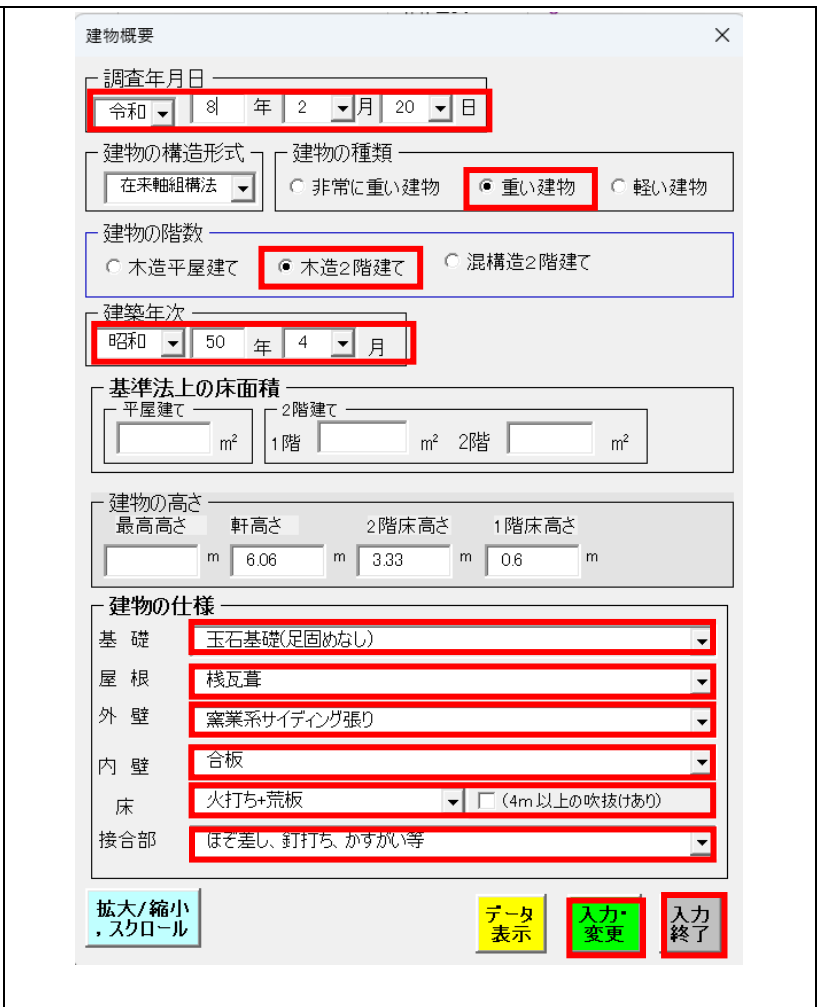 建物概要
調査年月日
令和 8 年 2 月 20 日
建物の構造形式 建物の種類
在来軸組構法 非常に重い建物 重い建物 軽い建物
建物の階数
木造平屋建て 木造2階建て 混構造2階建て
建築年次
昭和 50 年 4 月
基準法上の床面積
平屋建て 2階建て
m² 1階 m² 2階 m²
建物の高さ
最高高さ 軒高さ 2階床高さ 1階床高さ
m 6.06 m 3.33 m 0.6 m
建物の仕様
基礎 玉石基礎(足固めなし)
屋根 桟瓦葺
外壁 窯業系サイディング張り
内壁 合板
床 火打ち+荒板 (4m以上の吹抜けあり)
接合部 ほぞ差し、釘打ち、かすがい等
拡大/縮小
,スクロール
データ
表示
入力・
変更
入力
終了